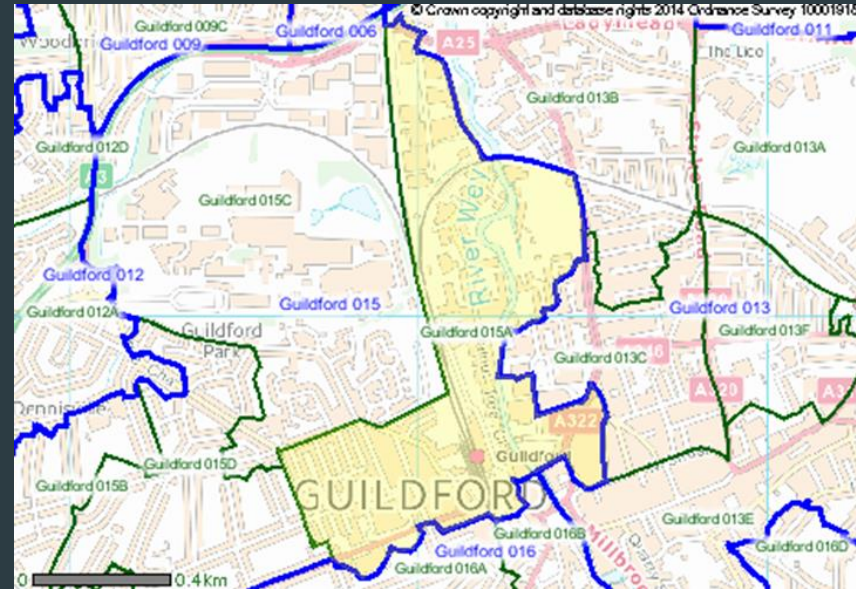 © Crown copyright and database rights 2014 Ordnance Survey
Guildford 009C
Guildford 006
Guildford 011
Guildford 009
A25
Ladymead
The Lido
Guildford 013B
Guildford 012D
Guildford 013A
A3
Guildford 015C
River Wey
Guildford 012
Guildford 015
Guildford 013
Guildford 012A
Guildford
Park
Guildford 015A
Guildford 013F
Guildford 013C
A320
A322
Guildford 015D
Guildford
Guildford 015B
GUILDFORD
Guildford 013E
Guildford 016B
Guildford 016
Guildford 016D
Guildford 016A
0
0.4km